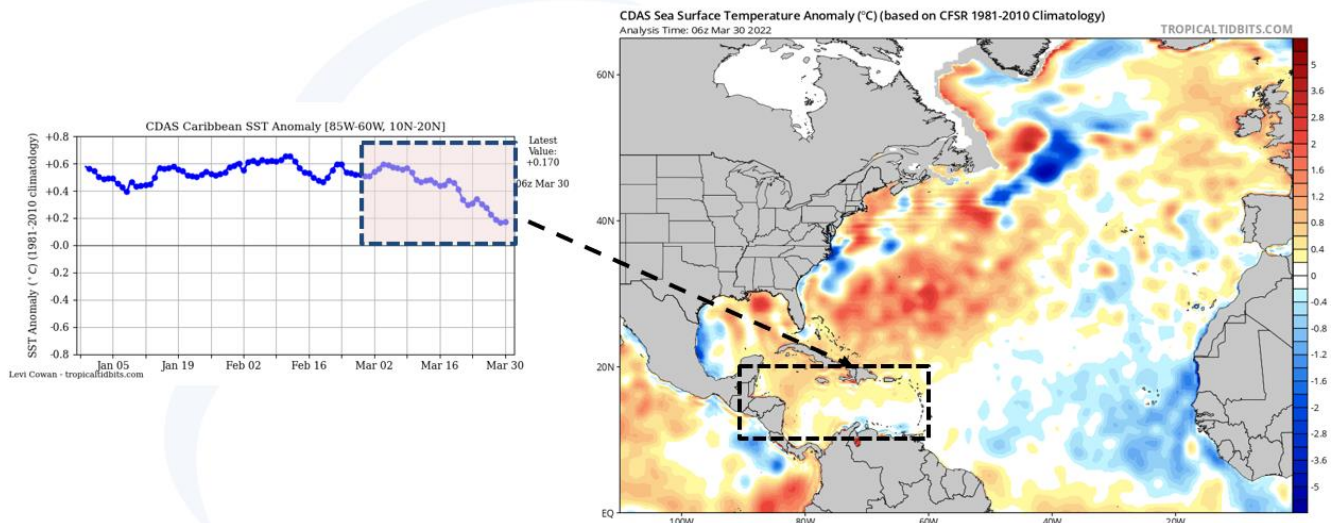 CDAS Sea Surface Temperature Anomaly (°C) (based on CFSR 1981-2010 Climatology)
Analysis Time: 06z Mar 30 2022
TROPICALTIDBITS.COM
CDAS Caribbean SST Anomaly [85W-60W, 10N-20N]
SST Anomaly (°C) (1981-2010 climatology)
+0.8
+0.6
+0.4
+0.2
-0.0
-0.2
-0.4
-0.6
-0.8
Jan 05
Jan 19
Feb 02
Feb 16
Mar 02
Mar 16
Mar 30
Latest
Value:
+0.170
06z Mar 30
Levi Cowan - tropicaltidbits.com
60N
40N
20N
EQ
100W
80W
60W
40W
20W
5
3.6
2.8
2
1.6
1.2
0.8
0.4
0.2
0
-0.2
-0.4
-0.8
-1.2
-1.6
-2
-2.8
-3.6
-5